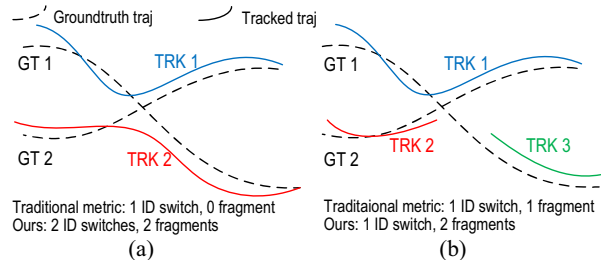 Groundtruth traj Tracked traj
GT 1
TRK 1
GT 2
TRK 2
Traditional metric: 1 ID switch, 0 fragment
Ours: 2 ID switches, 2 fragments
(a)
GT 1
TRK 1
GT 2
TRK 2
TRK 3
Traditaional metric: 1 ID switch, 1 fragment
Ours: 1 ID switch, 2 fragments
(b)